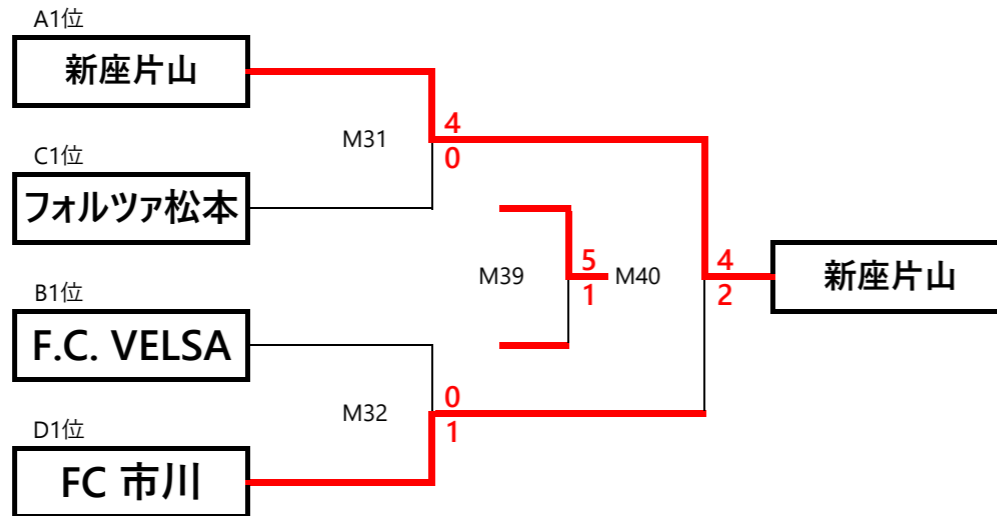 A1位
新座片山
M31
4
0
C1位
フォルツァ松本
M39
5
1
M40
4
2
新座片山
B1位
F.C. VELSA
M32
0
1
D1位
FC 市川